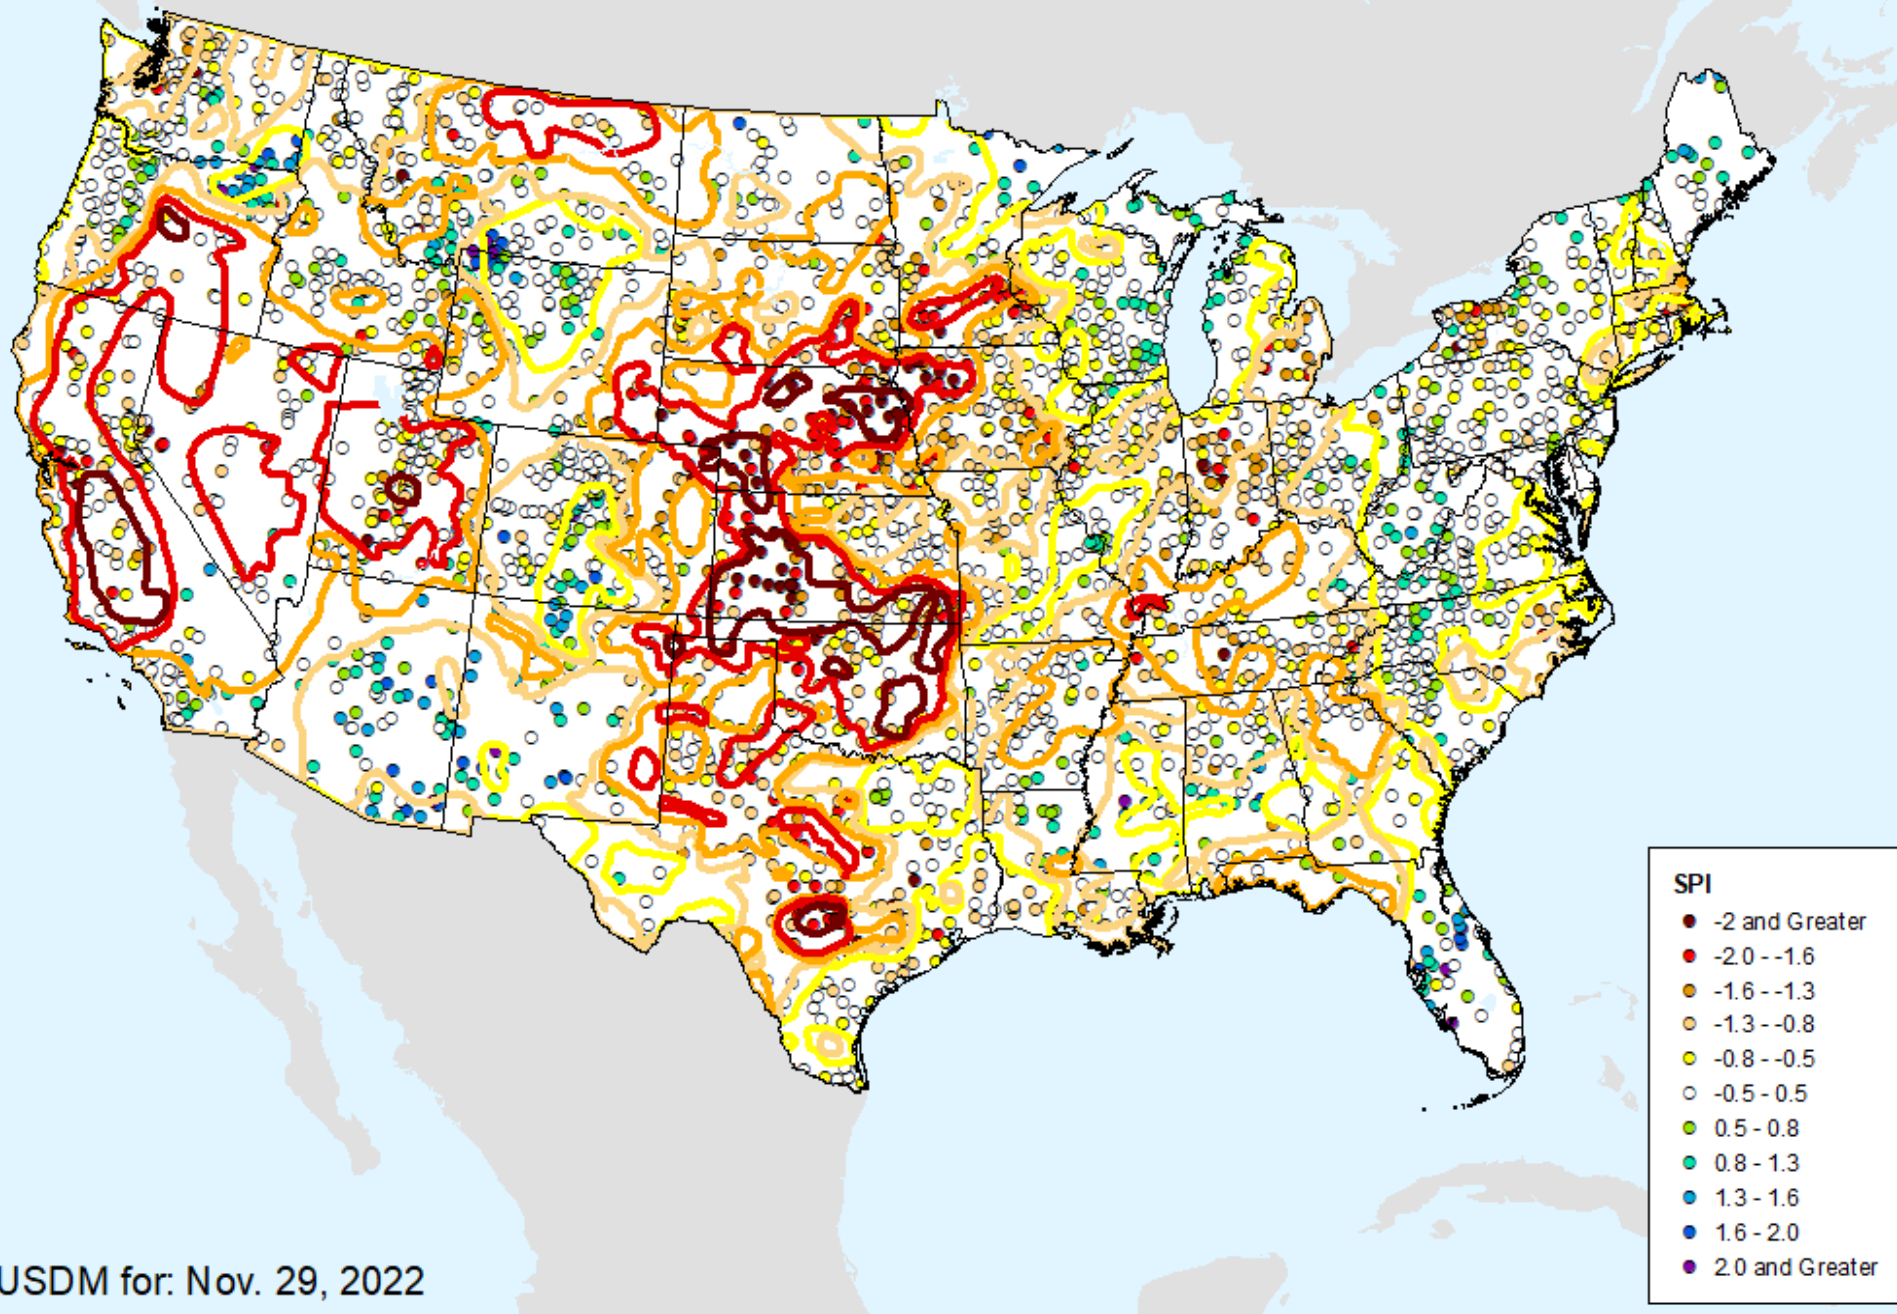 SPI
-2 and Greater
-2.0 - -1.6
-1.6 - -1.3
-1.3 - -0.8
-0.8 - -0.5
-0.5 - 0.5
0.5 - 0.8
0.8 - 1.3
1.3 - 1.6
1.6 - 2.0
2.0 and Greater
USDM for: Nov. 29, 2022